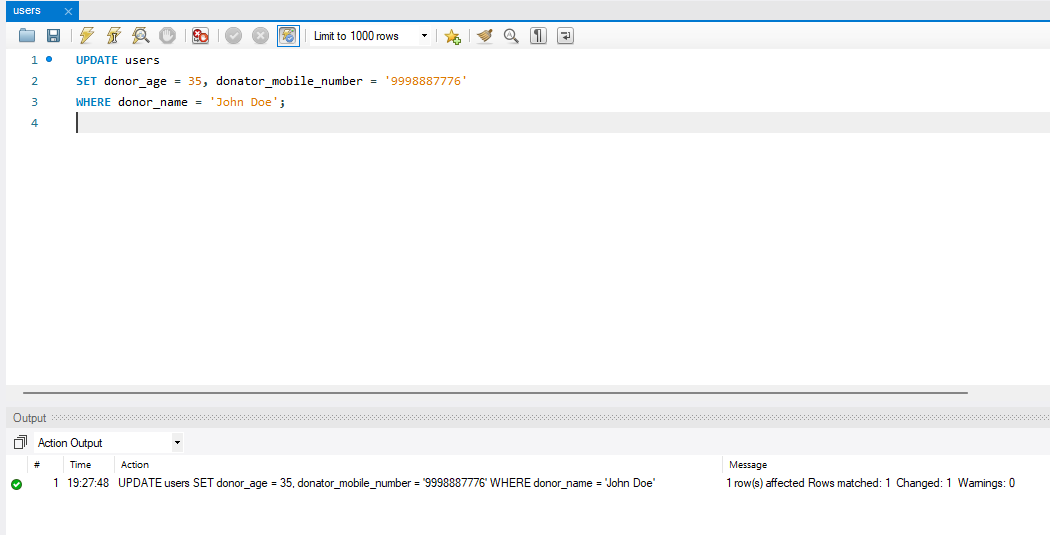 users
Limit to 1000 rows
1 UPDATE users
2 SET donor_age = 35, donator_mobile_number = '9998887776'
3 WHERE donor_name = 'John Doe';
4
Output
Action Output
# Time Action Message
1 19:27:48 UPDATE users SET donor_age = 35, donator_mobile_number = '9998887776' WHERE donor_name = 'John Doe' 1 row(s) affected Rows matched: 1 Changed: 1 Warnings: 0